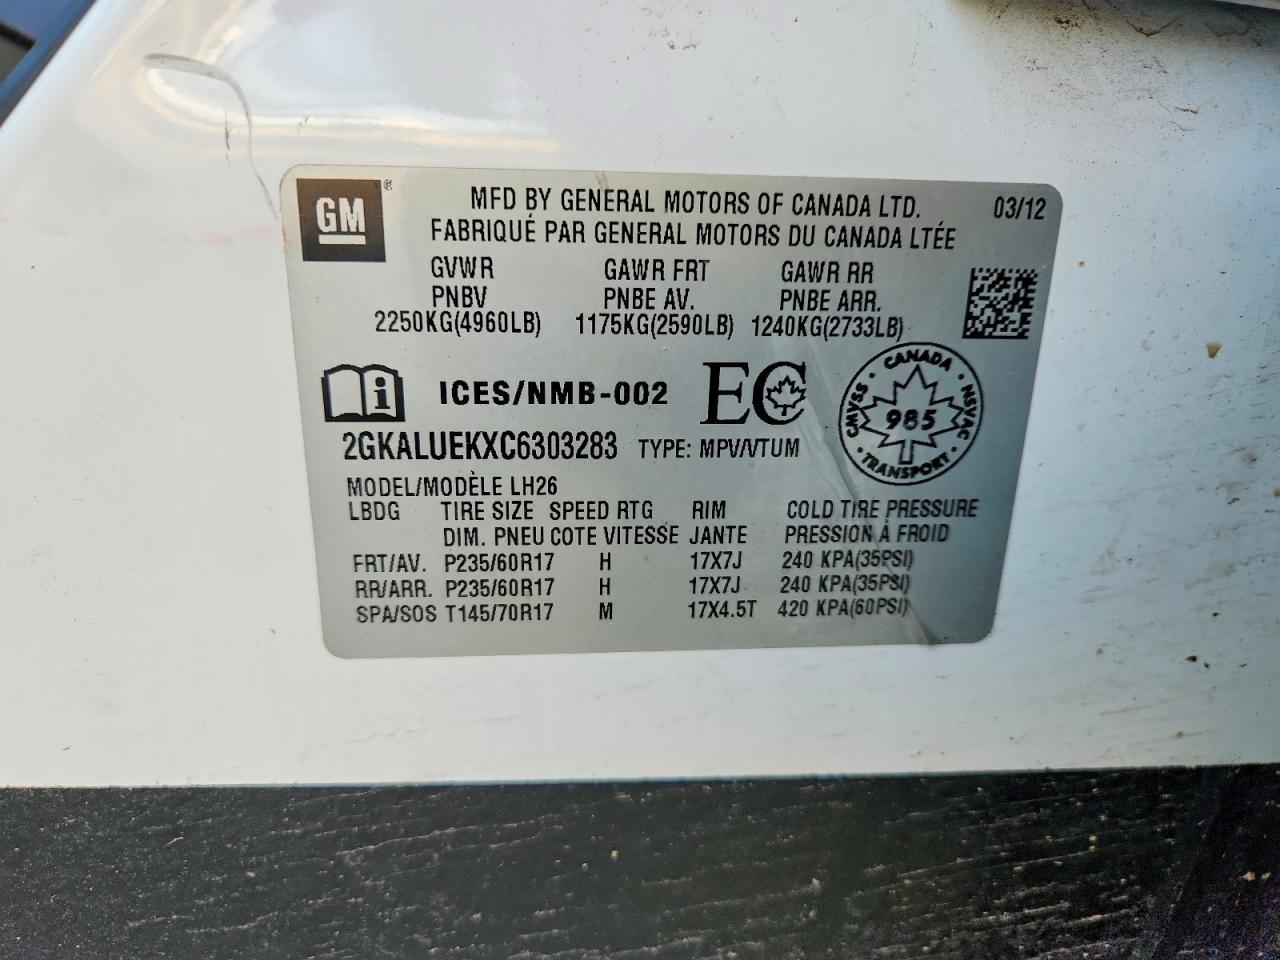 GM ®
MFD BY GENERAL MOTORS OF CANADA LTD. 03/12
FABRIQUÉ PAR GENERAL MOTORS DU CANADA LTÉE
GVWR GAWR FRT GAWR RR
PNBV PNBE AV. PNBE ARR.
2250KG(4960LB) 1175KG(2590LB) 1240KG(2733LB)
i ICES/NMB-002 EC
CANADA
CMVSS • 985 • NSVAC
TRANSPORT
2GKALUEKXC6303283 TYPE: MPV/VTUM
MODEL/MODÈLE LH26
LBDG TIRE SIZE SPEED RTG RIM COLD TIRE PRESSURE
DIM. PNEU COTE VITESSE JANTE PRESSION À FROID
FRT/AV. P235/60R17 H 17X7J 240 KPA(35PSI)
RR/ARR. P235/60R17 H 17X7J 240 KPA(35PSI)
SPA/SOS T145/70R17 M 17X4.5T 420 KPA(60PSI)